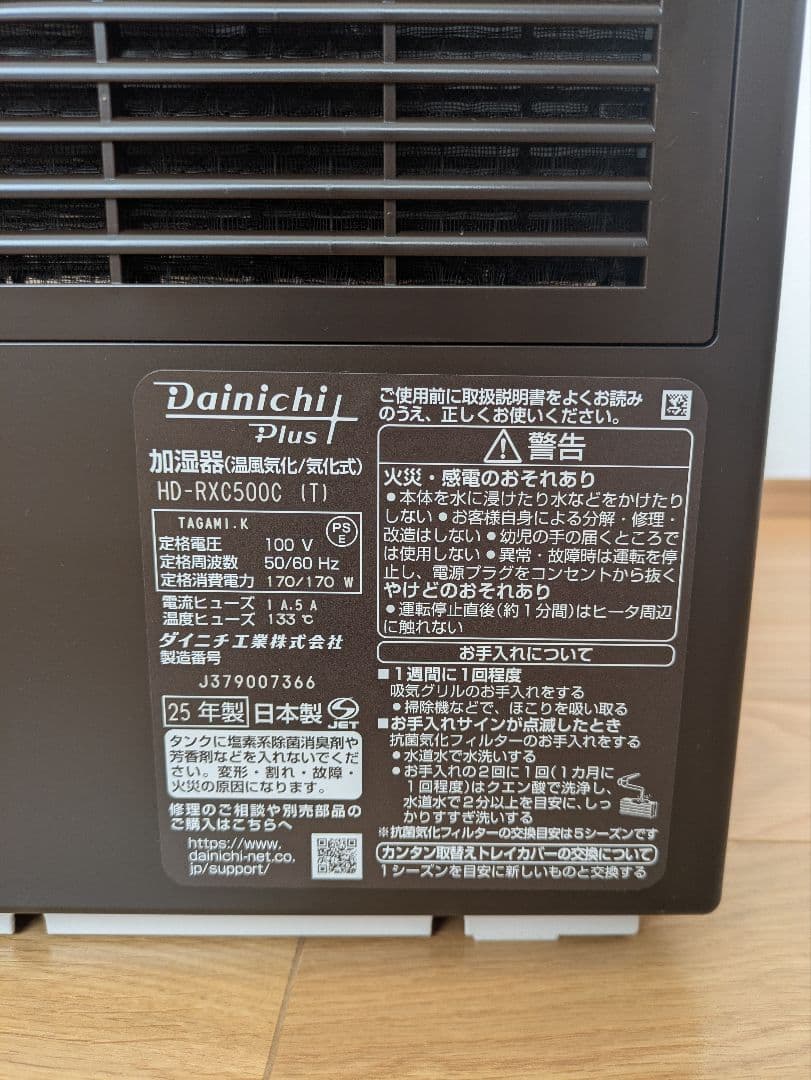 Dainichi
Plus
加湿器(温風気化/気化式)
HD-RXC500C (T)
TAGAMI.K
PS
E
定格電圧 100 V
定格周波数 50/60 Hz
定格消費電力 170/170 W
電流ヒューズ 1 A.5 A
温度ヒューズ 133 ℃
ダイニチ工業株式会社
製造番号
J379007366
25 年製 日本製
JET
タンクに塩素系除菌消臭剤や
芳香剤などを入れないでくだ
さい。変形・割れ・故障・
火災の原因になります。
修理のご相談や別売部品の
ご購入はこちらへ
https://www.
dainichi-net.co.
jp/support/
ご使用前に取扱説明書をよくお読み
のうえ、正しくお使いください。
警告
火災・感電のおそれあり
●本体を水に浸けたり水などをかけたり
しない ●お客様自身による分解・修理・
改造はしない ●幼児の手の届くところで
は使用しない ●異常・故障時は運転を停
止し、電源プラグをコンセントから抜く
やけどのおそれあり
●運転停止直後(約1分間)はヒータ周辺
に触れない
お手入れについて
■1週間に1回程度
吸気グリルのお手入れをする
●掃除機などで、ほこりを吸い取る
■お手入れサインが点滅したとき
抗菌気化フィルターのお手入れをする
●水道水で水洗いする
●お手入れの2回に1回(1カ月に
1回程度)はクエン酸で洗浄し、
水道水で2分以上を目安に、しっ
かりすすぎ洗いする
※抗菌気化フィルターの交換目安は5シーズンです
カンタン取替えトレイカバーの交換について
1シーズンを目安に新しいものと交換する